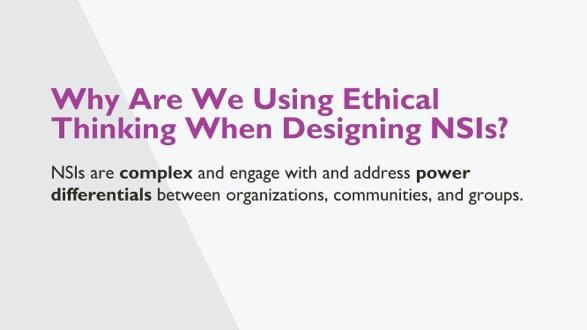 Why Are We Using Ethical
Thinking When Designing NSIs?
NSIs are complex and engage with and address power
differentials between organizations, communities, and groups.